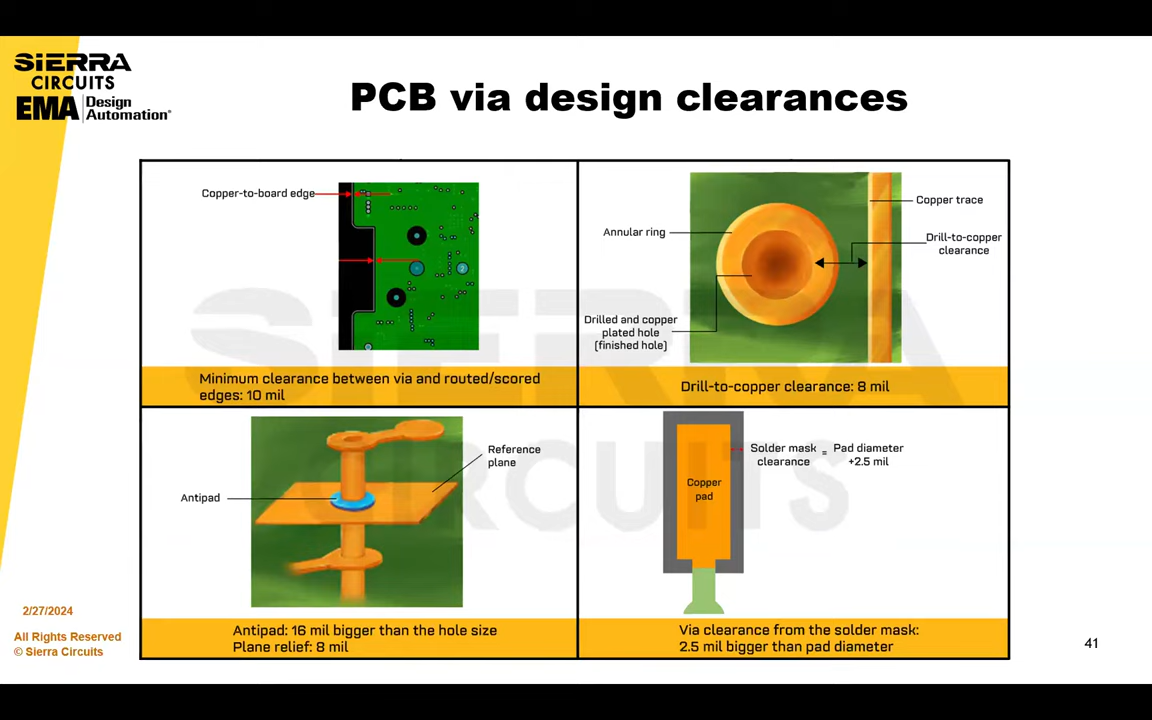 SIERRA
CIRCUITS
EMA Design
Automation®
PCB via design clearances
Copper-to-board edge
Minimum clearance between via and routed/scored
edges: 10 mil
Annular ring
Drilled and copper
plated hole
[finished hole]
Copper trace
Drill-to-copper
clearance
Drill-to-copper clearance: 8 mil
Antipad
Reference
plane
Antipad: 16 mil bigger than the hole size
Plane relief: 8 mil
Copper
pad
Solder mask
clearance
=
Pad diameter
+2.5 mil
Via clearance from the solder mask:
2.5 mil bigger than pad diameter
SIERRA
CIRCUITS
2/27/2024
All Rights Reserved
© Sierra Circuits
41